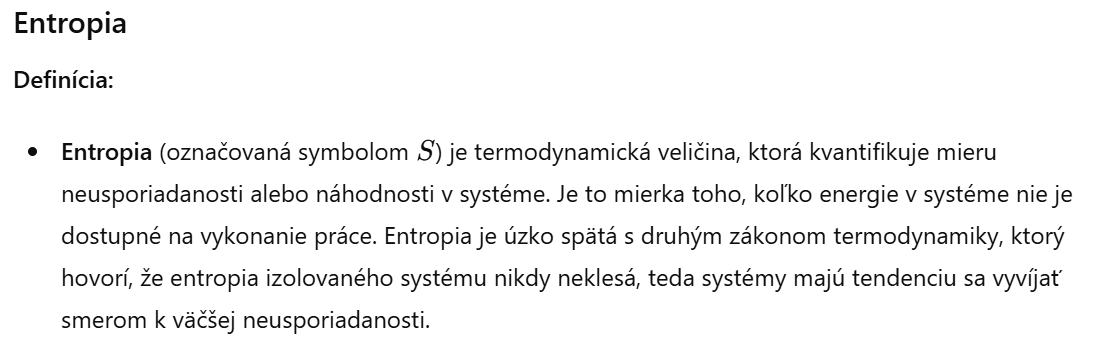 Entropia
Definícia:
• Entropia (označovaná symbolom S) je termodynamická veličina, ktorá kvantifikuje mieru
neusporiadanosti alebo náhodnosti v systéme. Je to mierka toho, koľko energie v systéme nie je
dostupné na vykonanie práce. Entropia je úzko spätá s druhým zákonom termodynamiky, ktorý
hovorí, že entropia izolovaného systému nikdy neklesá, teda systémy majú tendenciu sa vyvíjať
smerom k väčšej neusporiadanosti.